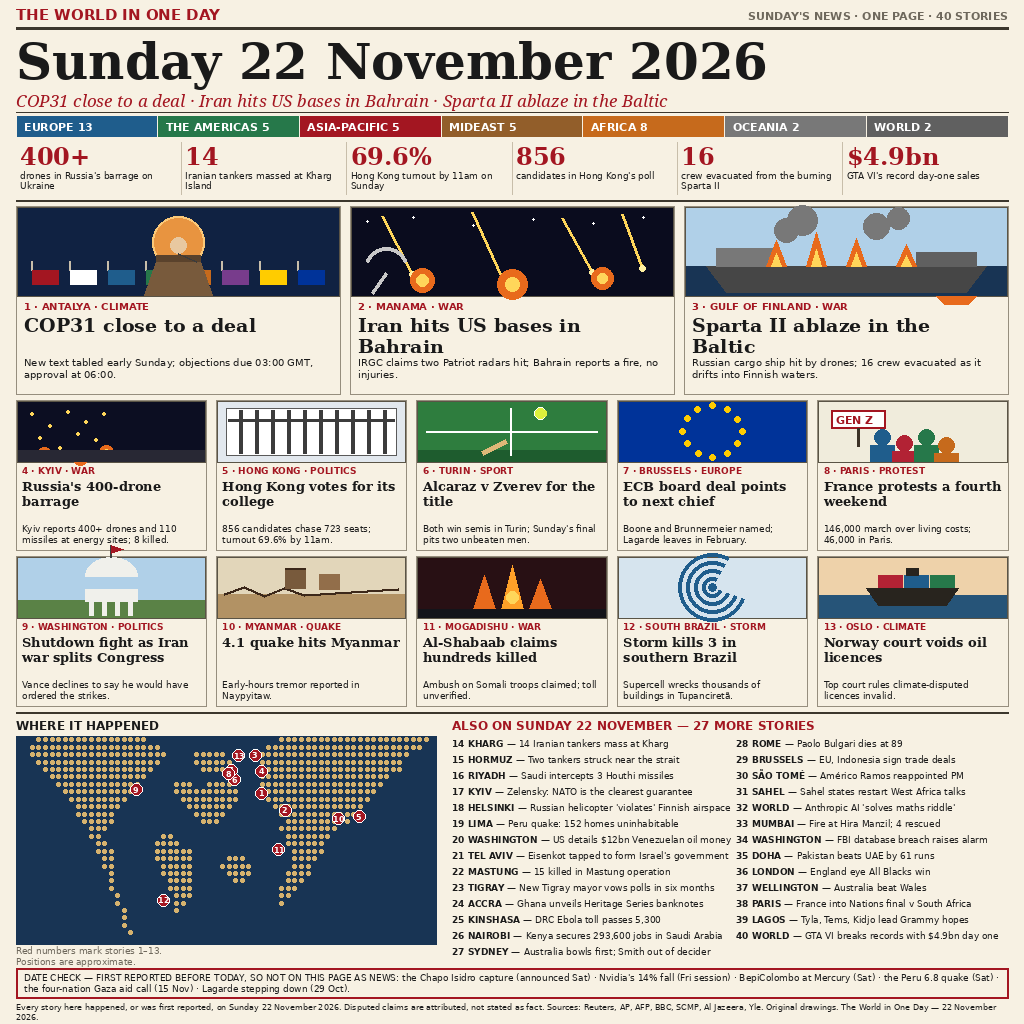 THE WORLD IN ONE DAY
SUNDAY'S NEWS · ONE PAGE · 40 STORIES
Sunday 22 November 2026
COP31 close to a deal · Iran hits US bases in Bahrain · Sparta II ablaze in the Baltic
EUROPE 13
THE AMERICAS 5
ASIA-PACIFIC 5
MIDEAST 5
AFRICA 8
OCEANIA 2
WORLD 2
400+
drones in Russia's barrage on
Ukraine
14
Iranian tankers massed at Kharg
Island
69.6%
Hong Kong turnout by 11am on
Sunday
856
candidates in Hong Kong's poll
16
crew evacuated from the burning
Sparta II
$4.9bn
GTA VI's record day-one sales
1 · ANTALYA · CLIMATE
COP31 close to a deal
New text tabled early Sunday; objections due 03:00 GMT,
approval at 06:00.
2 · MANAMA · WAR
Iran hits US bases in
Bahrain
IRGC claims two Patriot radars hit; Bahrain reports a fire, no
injuries.
3 · GULF OF FINLAND · WAR
Sparta II ablaze in the
Baltic
Russian cargo ship hit by drones; 16 crew evacuated as it
drifts into Finnish waters.
4 · KYIV · WAR
Russia's 400-drone
barrage
Kyiv reports 400+ drones and 110
missiles at energy sites; 8 killed.
5 · HONG KONG · POLITICS
Hong Kong votes for its
college
856 candidates chase 723 seats;
turnout 69.6% by 11am.
6 · TURIN · SPORT
Alcaraz v Zverev for the
title
Both win semis in Turin; Sunday's final
pits two unbeaten men.
7 · BRUSSELS · EUROPE
ECB board deal points
to next chief
Boone and Brunnermeier named;
Lagarde leaves in February.
GEN Z
8 · PARIS · PROTEST
France protests a fourth
weekend
146,000 march over living costs;
46,000 in Paris.
9 · WASHINGTON · POLITICS
Shutdown fight as Iran
war splits Congress
Vance declines to say he would have
ordered the strikes.
10 · MYANMAR · QUAKE
4.1 quake hits Myanmar
Early-hours tremor reported in
Naypyitaw.
11 · MOGADISHU · WAR
Al-Shabaab claims
hundreds killed
Ambush on Somali troops claimed; toll
unverified.
12 · SOUTH BRAZIL · STORM
Storm kills 3 in
southern Brazil
Supercell wrecks thousands of
buildings in Tupanciretã.
13 · OSLO · CLIMATE
Norway court voids oil
licences
Top court rules climate-disputed
licences invalid.
WHERE IT HAPPENED
13
3
8
6
4
9
1
2
10
5
11
12
Red numbers mark stories 1–13.
Positions are approximate.
ALSO ON SUNDAY 22 NOVEMBER — 27 MORE STORIES
14 KHARG — 14 Iranian tankers mass at Kharg
15 HORMUZ — Two tankers struck near the strait
16 RIYADH — Saudi intercepts 3 Houthi missiles
17 KYIV — Zelensky: NATO is the clearest guarantee
18 HELSINKI — Russian helicopter 'violates' Finnish airspace
19 LIMA — Peru quake: 152 homes uninhabitable
20 WASHINGTON — US details $12bn Venezuelan oil money
21 TEL AVIV — Eisenkot tapped to form Israel's government
22 MASTUNG — 15 killed in Mastung operation
23 TIGRAY — New Tigray mayor vows polls in six months
24 ACCRA — Ghana unveils Heritage Series banknotes
25 KINSHASA — DRC Ebola toll passes 5,300
26 NAIROBI — Kenya secures 293,600 jobs in Saudi Arabia
27 SYDNEY — Australia bowls first; Smith out of decider
28 ROME — Paolo Bulgari dies at 89
29 BRUSSELS — EU, Indonesia sign trade deals
30 SÃO TOMÉ — Américo Ramos reappointed PM
31 SAHEL — Sahel states restart West Africa talks
32 WORLD — Anthropic AI 'solves maths riddle'
33 MUMBAI — Fire at Hira Manzil; 4 rescued
34 WASHINGTON — FBI database breach raises alarm
35 DOHA — Pakistan beats UAE by 61 runs
36 LONDON — England eye All Blacks win
37 WELLINGTON — Australia beat Wales
38 PARIS — France into Nations final v South Africa
39 LAGOS — Tyla, Tems, Kidjo lead Grammy hopes
40 WORLD — GTA VI breaks records with $4.9bn day one
DATE CHECK — FIRST REPORTED BEFORE TODAY, SO NOT ON THIS PAGE AS NEWS: the Chapo Isidro capture (announced Sat) · Nvidia's 14% fall (Fri session) · BepiColombo at Mercury (Sat) · the Peru 6.8 quake (Sat) ·
the four-nation Gaza aid call (15 Nov) · Lagarde stepping down (29 Oct).
Every story here happened, or was first reported, on Sunday 22 November 2026. Disputed claims are attributed, not stated as fact. Sources: Reuters, AP, AFP, BBC, SCMP, Al Jazeera, Yle. Original drawings. The World in One Day — 22 November
2026.